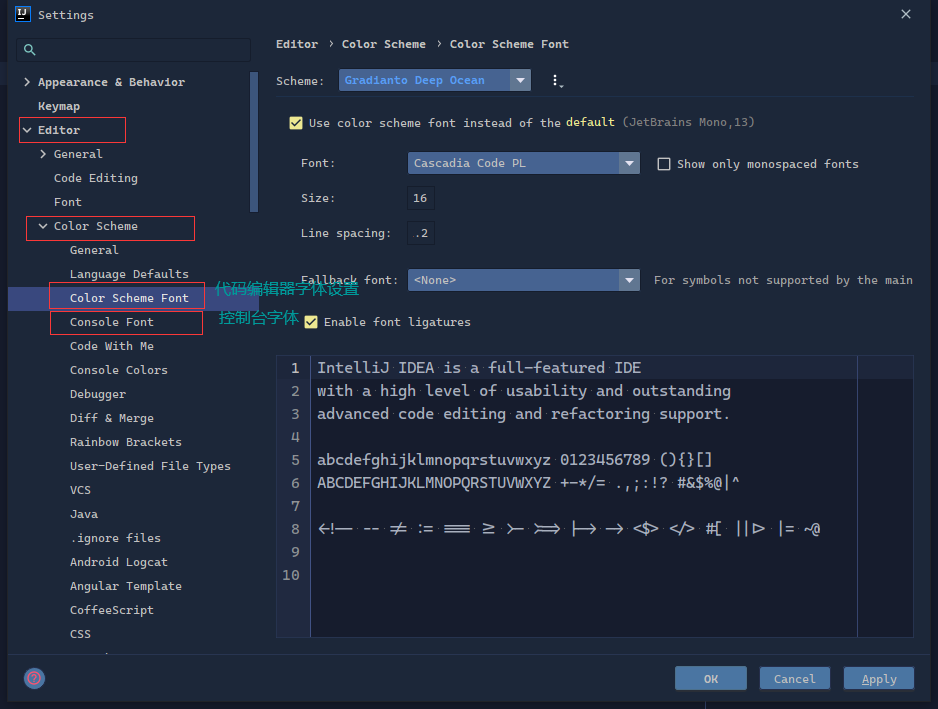 Settings
Editor › Color Scheme › Color Scheme Font
Appearance & Behavior
Keymap
Editor
General
Code Editing
Font
Color Scheme
General
Language Defaults
Color Scheme Font
Console Font
Code With Me
Console Colors
Debugger
Diff & Merge
Rainbow Brackets
User-Defined File Types
VCS
Java
.ignore files
Android Logcat
Angular Template
CoffeeScript
CSS
代码编辑器字体设置
控制台字体
Scheme: Gradianto Deep Ocean
Use color scheme font instead of the default (JetBrains Mono,13)
Font: Cascadia Code PL Show only monospaced fonts
Size: 16
Line spacing: .2
Fallback font: <None> For symbols not supported by the main
Enable font ligatures
1 IntelliJ IDEA is a full-featured IDE
2 with a high level of usability and outstanding
3 advanced code editing and refactoring support.
4
5 abcdefghijklmnopqrstuvwxyz 0123456789 (){}[]
6 ABCDEFGHIJKLMNOPQRSTUVWXYZ +-*/= .,;:!? #&$%@|^
7
8 <!-- -- != := === >= >- >=> |-> -> <$> </> #[ ||> |= ~@
9
10
OK Cancel Apply